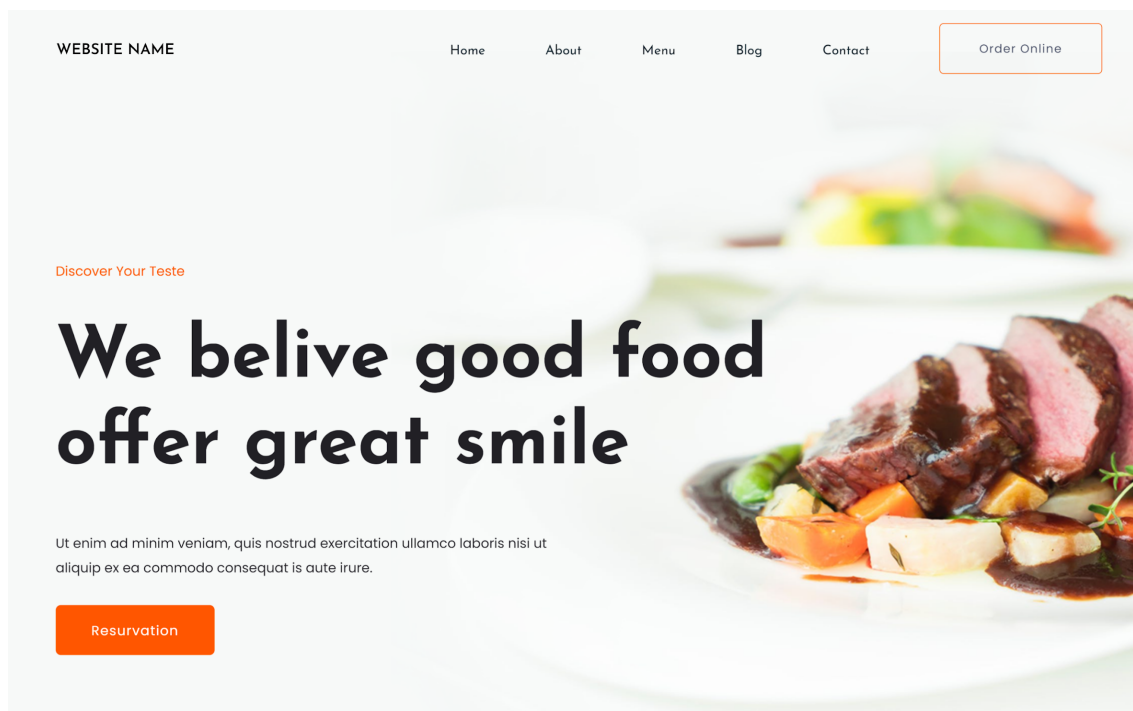 WEBSITE NAME
Home About Menu Blog Contact Order Online
Discover Your Teste
We belive good food
offer great smile
Ut enim ad minim veniam, quis nostrud exercitation ullamco laboris nisi ut
aliquip ex ea commodo consequat is aute irure.
Resurvation